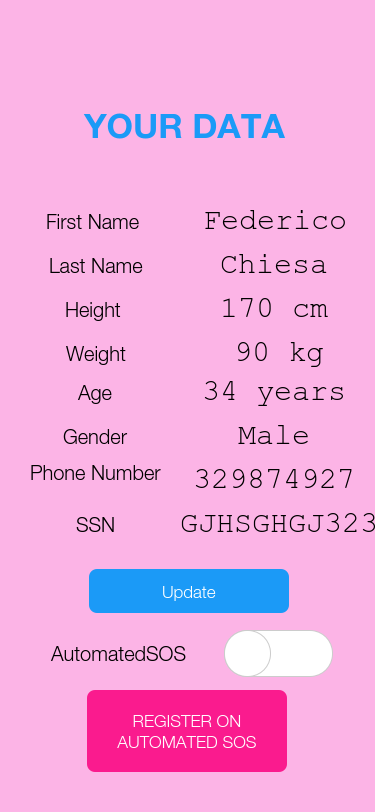 YOUR DATA
First Name Federico
Last Name Chiesa
Height 170 cm
Weight 90 kg
Age 34 years
Gender Male
Phone Number 329874927
SSN GJHSGHGJ323
Update
AutomatedSOS
REGISTER ON
AUTOMATED SOS